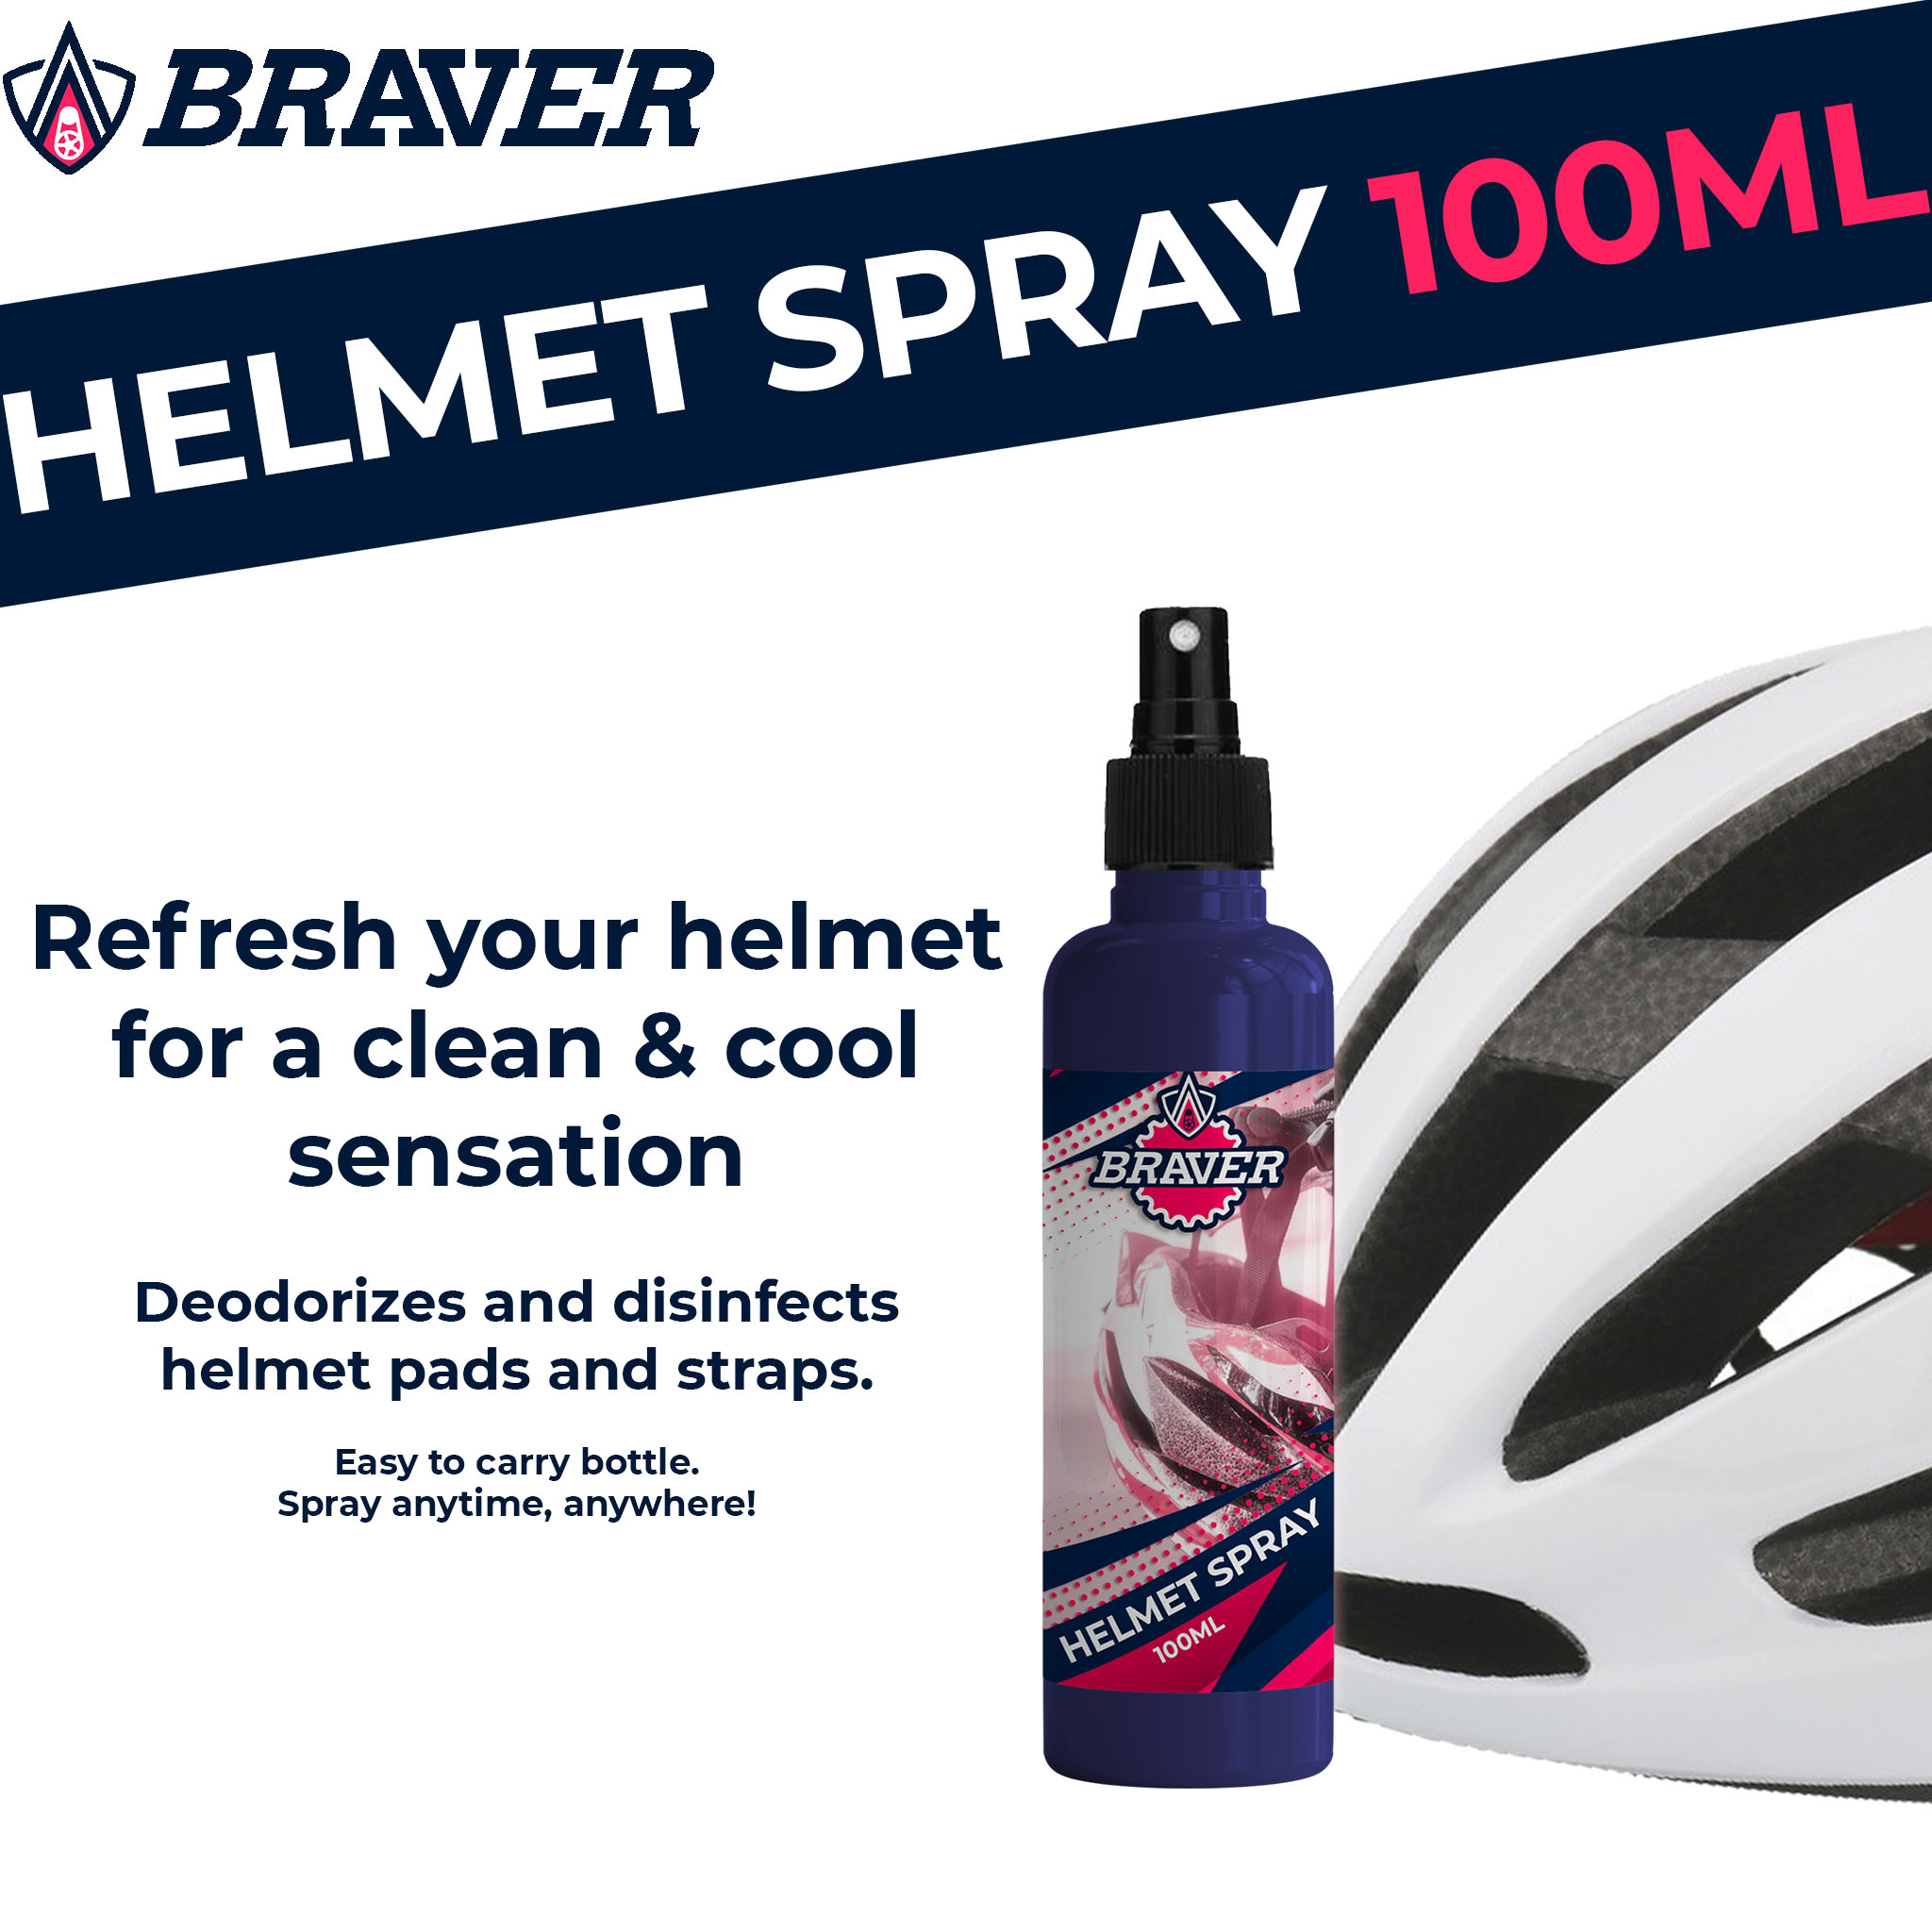 BRAVER
HELMET SPRAY 100ML
Refresh your helmet
for a clean & cool
sensation
Deodorizes and disinfects
helmet pads and straps.
Easy to carry bottle.
Spray anytime, anywhere!
BRAVER
HELMET SPRAY
100ML